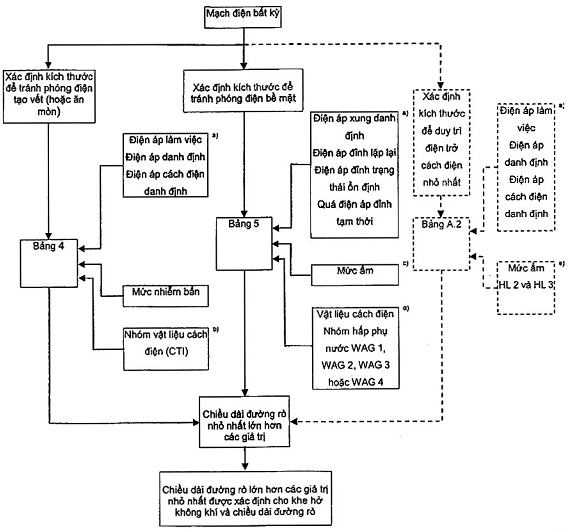 Mạch điện bất kỳ
Xác định kích thước
để tránh phóng điện
tạo vết (hoặc ăn
mòn)
Xác định kích thước để
tránh phóng điện bề mặt
Xác định
kích thước
để duy trì
điện trở
cách điện
nhỏ nhất
Điện áp làm việc
Điện áp danh định
Điện áp cách điện
danh định
a)
Điện áp xung danh
định
Điện áp đỉnh lặp lại
Điện áp đỉnh trạng
thái ổn định
Quá điện áp đỉnh
tạm thời
a)
Điện áp làm
việc
Điện áp
danh định
Điện áp
cách điện
danh định
a)
Bảng 4
Bảng 5
Bảng A.2
Mức nhiễm bẩn
Mức ẩm
c)
Mức ẩm
HL 2 và HL 3
e)
Nhóm vật liệu cách
điện (CTI)
b)
Vật liệu cách điện
Nhóm hấp phụ
nước WAG 1,
WAG 2, WAG 3
hoặc WAG 4
d)
Chiều dài đường rò
nhỏ nhất lớn hơn
các giá trị
Chiều dài đường rò lớn hơn các giá trị
nhỏ nhất được xác định cho khe hở
không khí và chiều dài đường rò